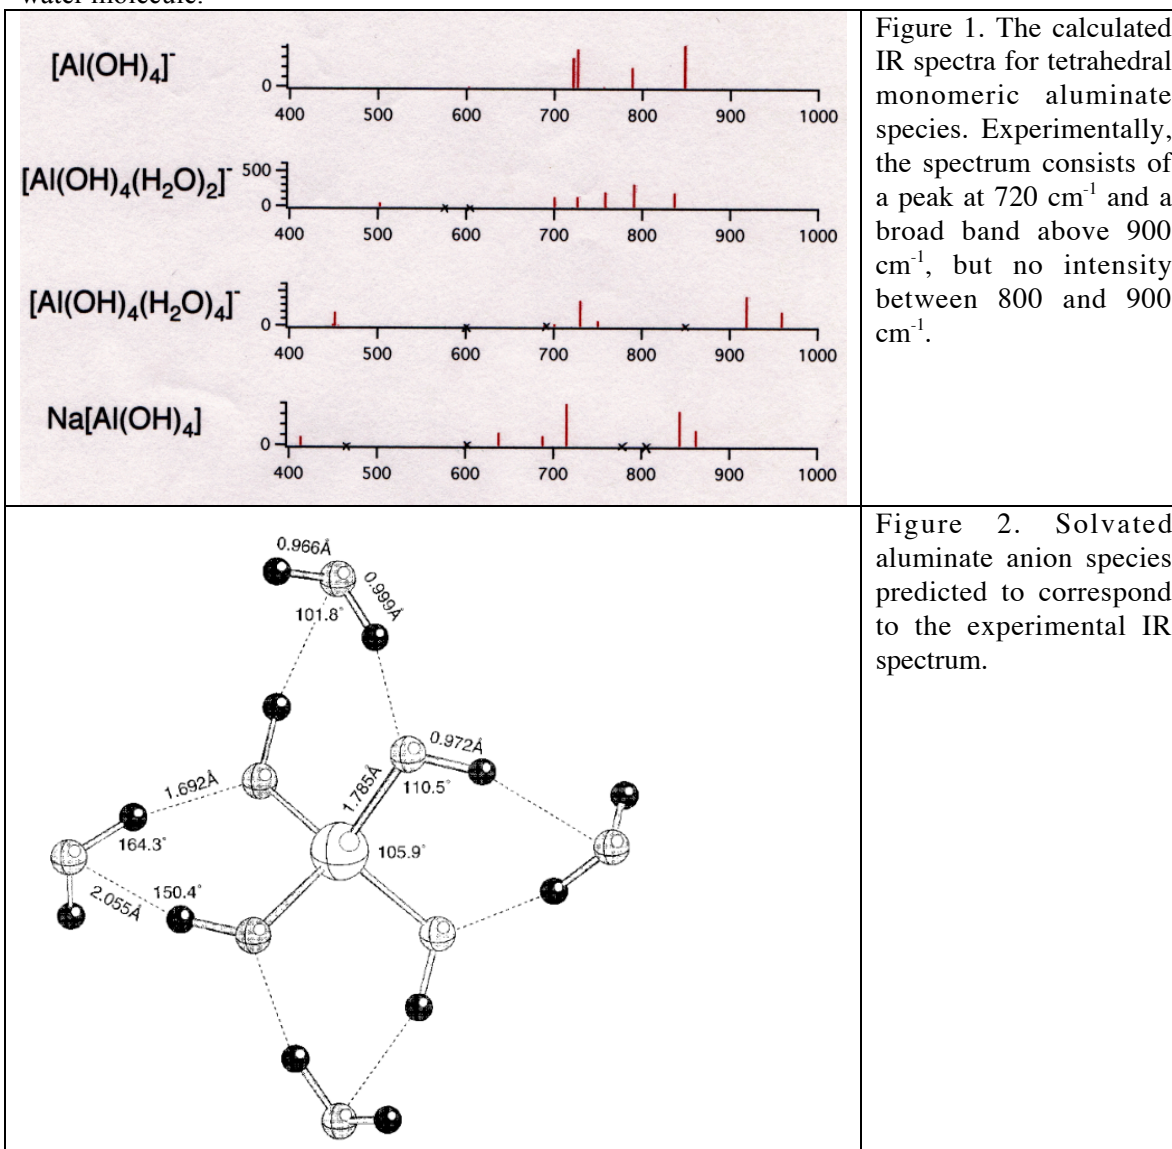 water molecule.
[Al(OH)₄]⁻
0
400 500 600 700 800 900 1000
[Al(OH)₄(H₂O)₂]⁻
500
0
400 500 600 700 800 900 1000
[Al(OH)₄(H₂O)₄]⁻
0
400 500 600 700 800 900 1000
Na[Al(OH)₄]
0
400 500 600 700 800 900 1000
Figure 1. The calculated
IR spectra for tetrahedral
monomeric aluminate
species. Experimentally,
the spectrum consists of
a peak at 720 cm⁻¹ and a
broad band above 900
cm⁻¹, but no intensity
between 800 and 900
cm⁻¹.
0.966Å
0.999Å
101.8°
0.972Å
1.785Å
110.5°
1.692Å
164.3°
105.9°
150.4°
2.055Å
Figure 2. Solvated
aluminate anion species
predicted to correspond
to the experimental IR
spectrum.